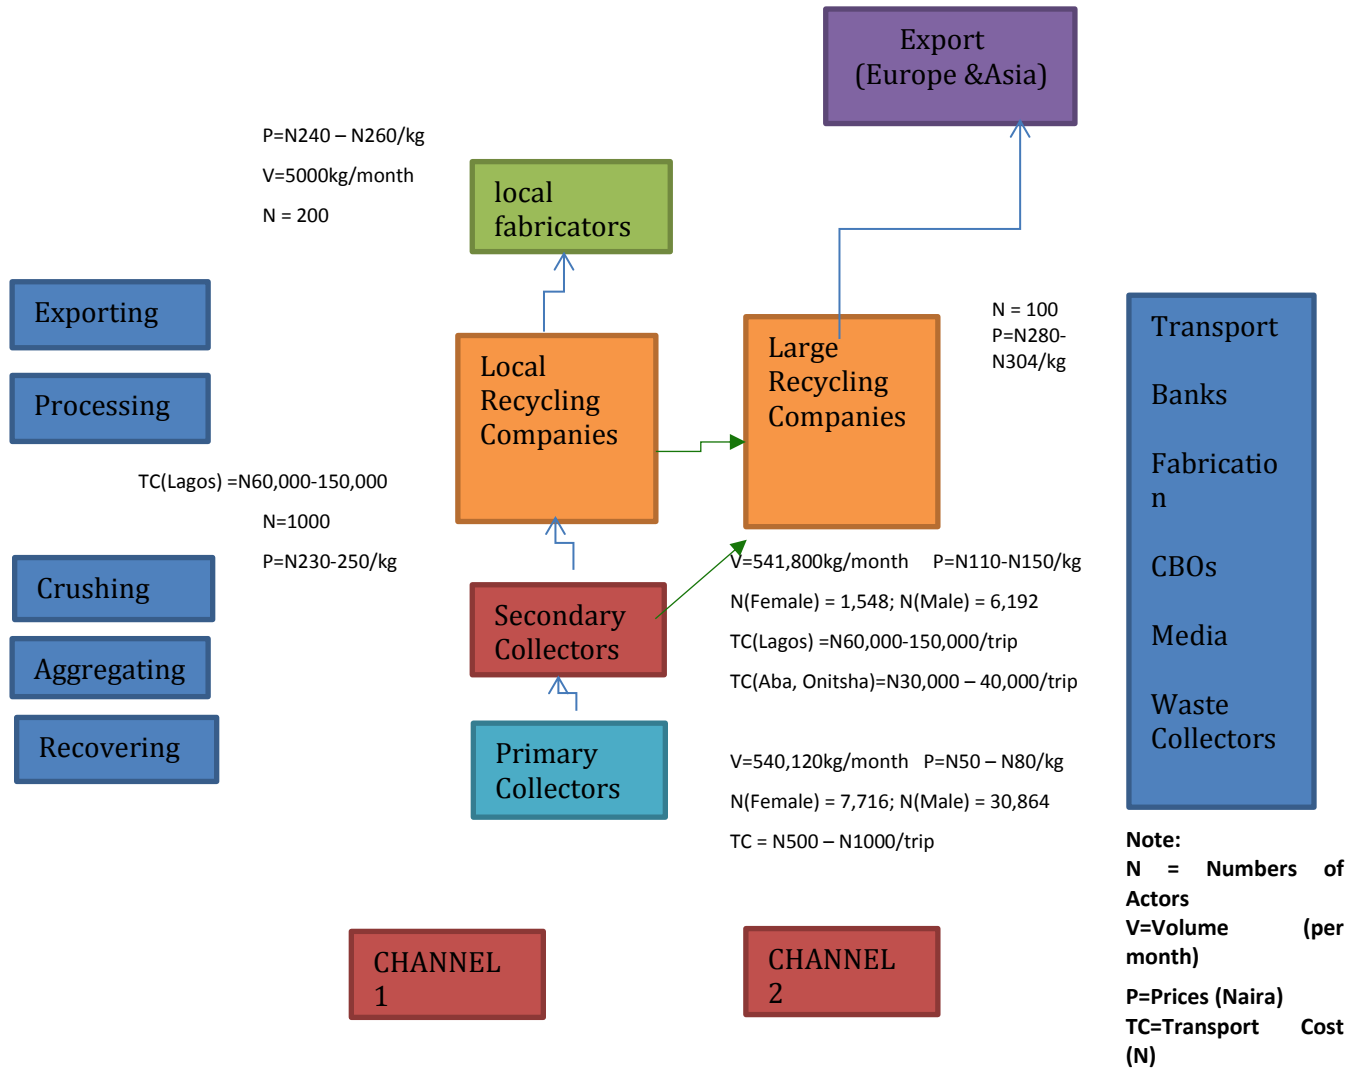 Export
(Europe &Asia)
P=N240 – N260/kg
V=5000kg/month
N = 200
local
fabricators
Exporting
Processing
Local
Recycling
Companies
Large
Recycling
Companies
N = 100
P=N280-
N304/kg
Transport
Banks
Fabricatio
n
CBOs
Media
Waste
Collectors
TC(Lagos) =N60,000-150,000
N=1000
P=N230-250/kg
Crushing
Aggregating
Recovering
Secondary
Collectors
V=541,800kg/month P=N110-N150/kg
N(Female) = 1,548; N(Male) = 6,192
TC(Lagos) =N60,000-150,000/trip
TC(Aba, Onitsha)=N30,000 – 40,000/trip
Primary
Collectors
V=540,120kg/month P=N50 – N80/kg
N(Female) = 7,716; N(Male) = 30,864
TC = N500 – N1000/trip
Note:
N = Numbers of
Actors
V=Volume (per
month)
P=Prices (Naira)
TC=Transport Cost
(N)
CHANNEL
1
CHANNEL
2